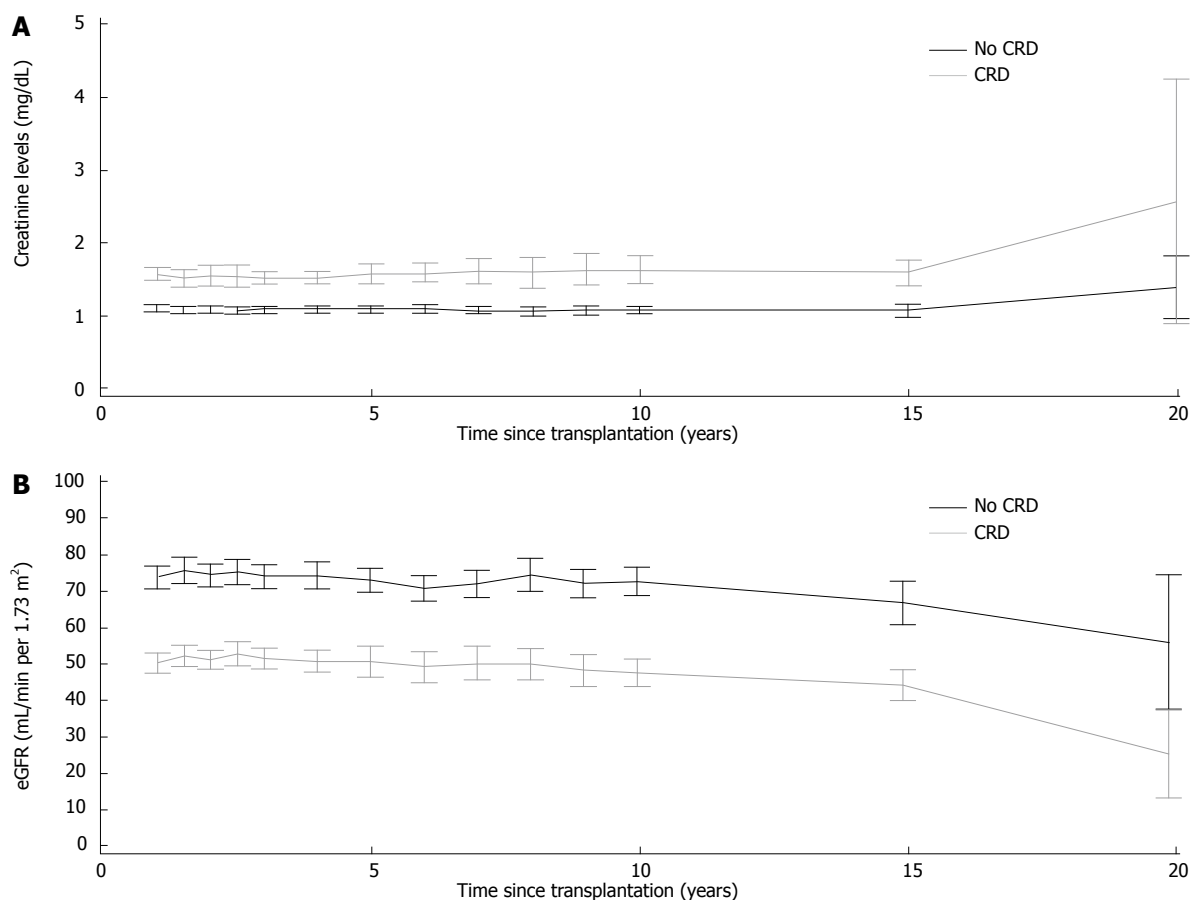 A
Creatinine levels (mg/dL)
5
4
3
2
1
0
No CRD
CRD
0 5 10 15 20
Time since transplantation (years)
B
eGFR (mL/min per 1.73 m²)
100
90
80
70
60
50
40
30
20
10
0
No CRD
CRD
0 5 10 15 20
Time since transplantation (years)